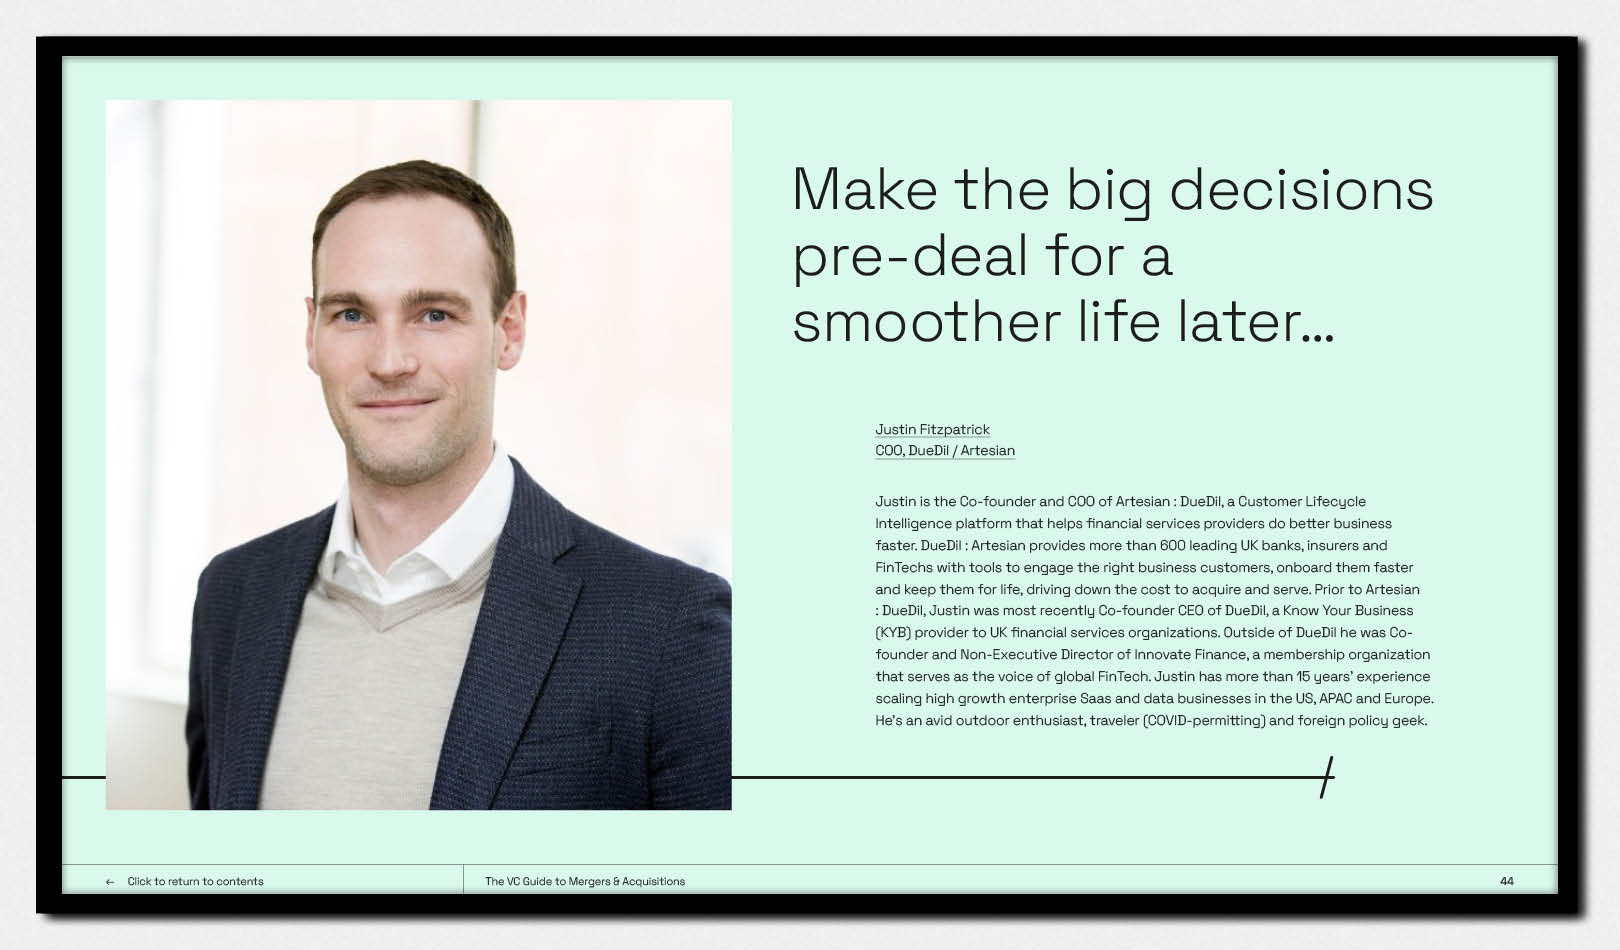 Make the big decisions
pre-deal for a
smoother life later...
Justin Fitzpatrick
COO, DueDil / Artesian
Justin is the Co-founder and COO of Artesian : DueDil, a Customer Lifecycle
Intelligence platform that helps financial services providers do better business
faster. DueDil : Artesian provides more than 600 leading UK banks, insurers and
FinTechs with tools to engage the right business customers, onboard them faster
and keep them for life, driving down the cost to acquire and serve. Prior to Artesian
: DueDil, Justin was most recently Co-founder CEO of DueDil, a Know Your Business
(KYB) provider to UK financial services organizations. Outside of DueDil he was Co-
founder and Non-Executive Director of Innovate Finance, a membership organization
that serves as the voice of global FinTech. Justin has more than 15 years' experience
scaling high growth enterprise Saas and data businesses in the US, APAC and Europe.
He's an avid outdoor enthusiast, traveler (COVID-permitting) and foreign policy geek.
← Click to return to contents
The VC Guide to Mergers & Acquisitions
44